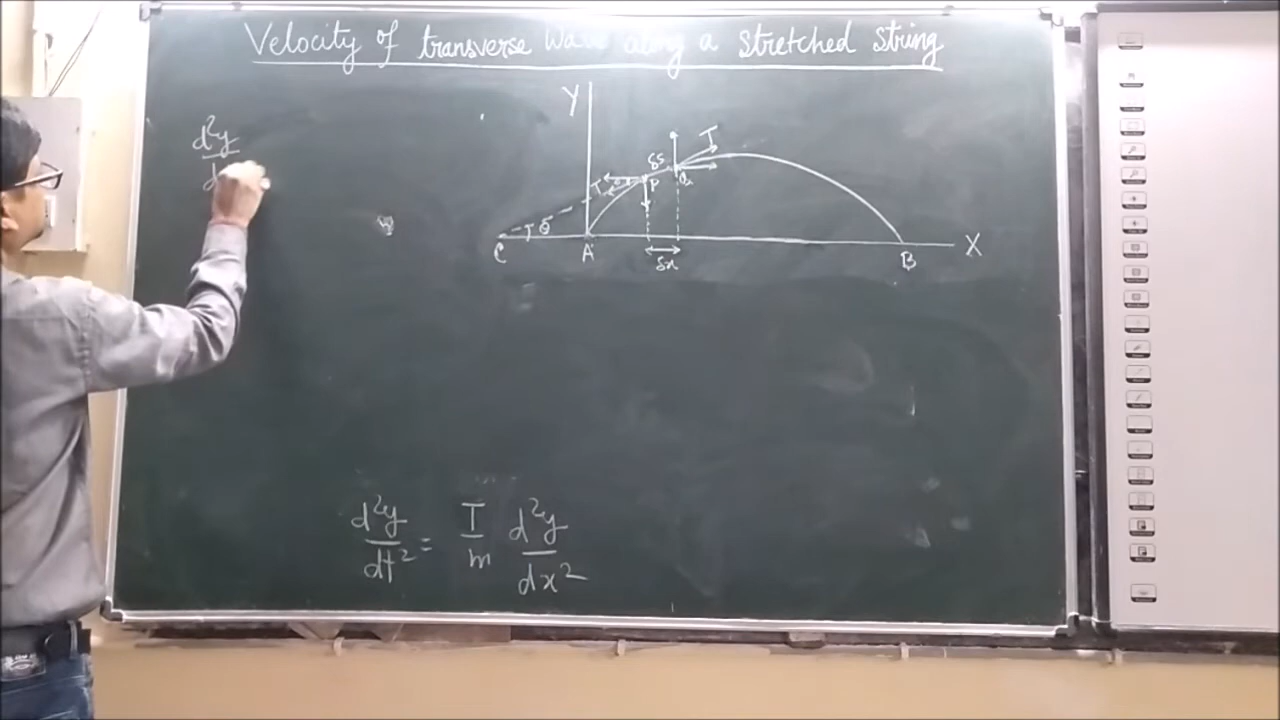 Velocity of transverse Wave along a Stretched String
d²y
d
Y
T
δs
T
P
Q
C
θ
A
δx
B
X
d²y/dt² = T/m d²y/dx²